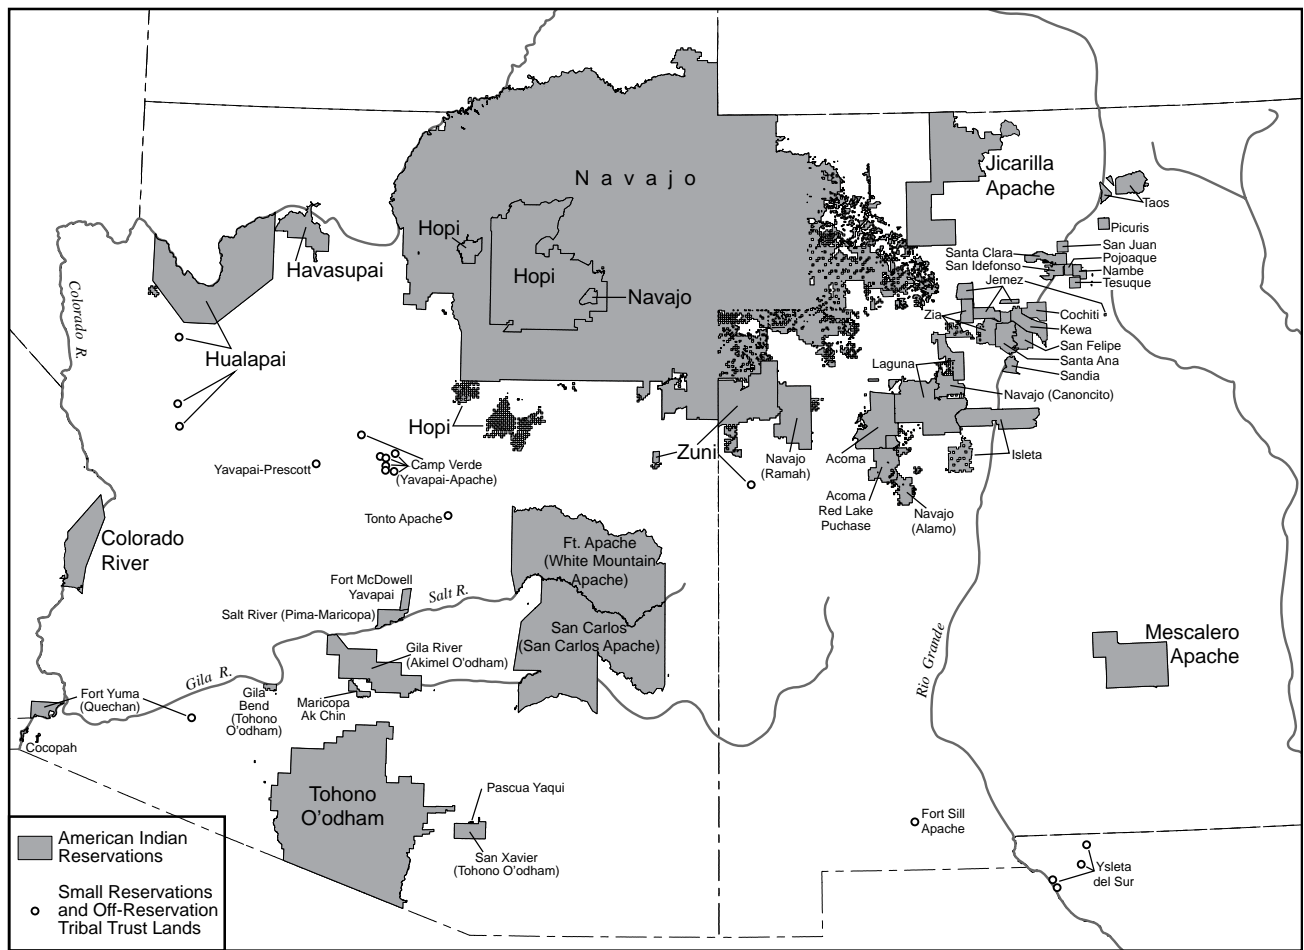 Navajo
Jicarilla
Apache
Taos
Picuris
San Juan
Pojoaque
Nambe
Tesuque
Santa Clara
San Ildefonso
Jemez
Hopi
Hopi
Navajo
Havasupai
Hualapai
Colorado R.
Zia
Cochiti
Kewa
San Felipe
Santa Ana
Sandia
Laguna
Navajo (Canoncito)
Hopi
Zuni
Navajo
(Ramah)
Acoma
Isleta
Acoma
Red Lake
Puchase
Navajo
(Alamo)
Yavapai-Prescott
Camp Verde
(Yavapai-Apache)
Tonto Apache
Colorado
River
Ft. Apache
(White Mountain
Apache)
Fort McDowell
Yavapai
Salt R.
Salt River (Pima-Maricopa)
San Carlos
(San Carlos Apache)
Gila River
(Akimel O'odham)
Gila R.
Rio Grande
Mescalero
Apache
Fort Yuma
(Quechan)
Gila
Bend
(Tohono
O'odham)
Maricopa
Ak Chin
Cocopah
Tohono
O'odham
Pascua Yaqui
San Xavier
(Tohono O'odham)
Fort Sill
Apache
Ysleta
del Sur
American Indian
Reservations
Small Reservations
and Off-Reservation
Tribal Trust Lands